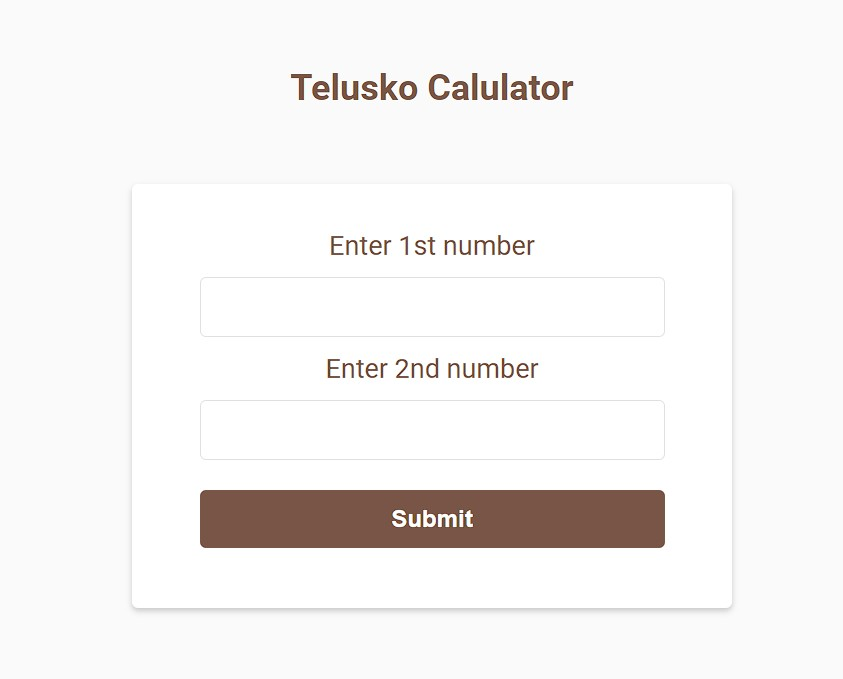 Telusko Calulator
Enter 1st number
Enter 2nd number
Submit